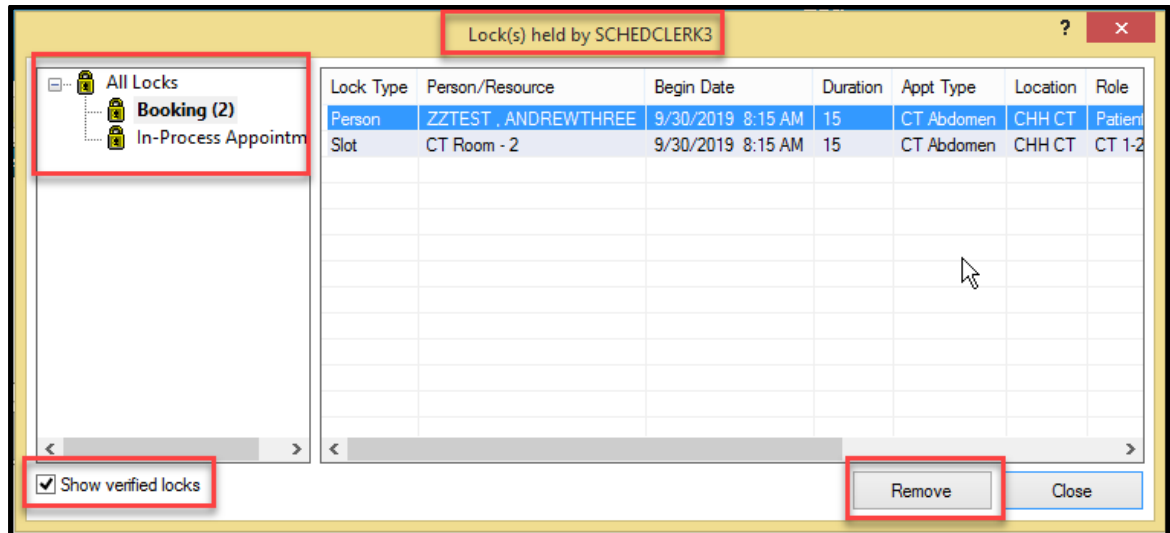 Lock(s) held by SCHEDCLERK3
?
All Locks
Booking (2)
In-Process Appointm
Lock Type Person/Resource Begin Date Duration Appt Type Location Role
Person ZZTEST , ANDREWTHREE 9/30/2019 8:15 AM 15 CT Abdomen CHH CT Patient
Slot CT Room - 2 9/30/2019 8:15 AM 15 CT Abdomen CHH CT CT 1-2
Show verified locks
Remove Close